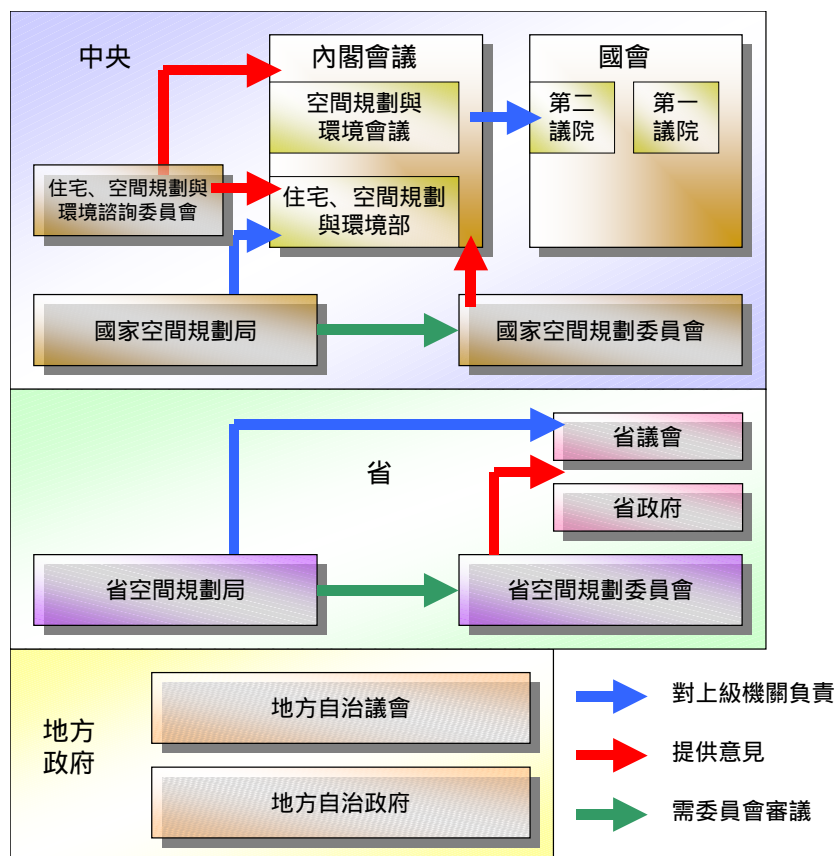 中央
內閣會議
國會
空間規劃與
環境會議
第二
議院
第一
議院
住宅、空間規劃與
環境諮詢委員會
住宅、空間規劃
與環境部
國家空間規劃局
國家空間規劃委員會
省議會
省
省政府
省空間規劃局
省空間規劃委員會
地方
政府
地方自治議會
地方自治政府
對上級機關負責
提供意見
需委員會審議